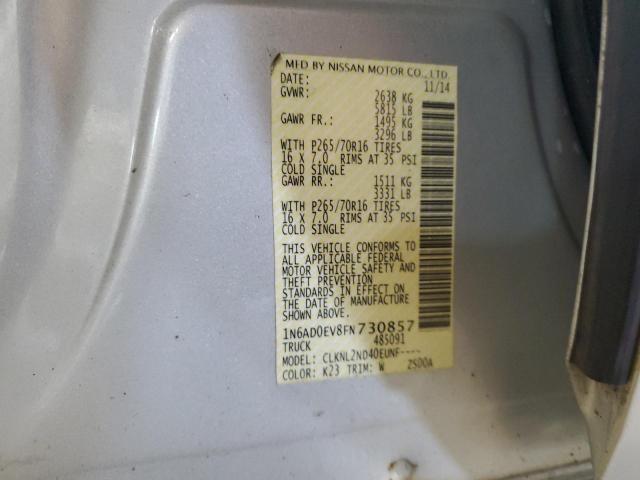 MFD BY NISSAN MOTOR CO., LTD.
DATE: 11/14
GVWR: 2638 KG
5815 LB
GAWR FR.: 1495 KG
3296 LB
WITH P265/70R16 TIRES
16 X 7.0 RIMS AT 35 PSI
COLD SINGLE
GAWR RR.: 1511 KG
3331 LB
WITH P265/70R16 TIRES
16 X 7.0 RIMS AT 35 PSI
COLD SINGLE
THIS VEHICLE CONFORMS TO
ALL APPLICABLE FEDERAL
MOTOR VEHICLE SAFETY AND
THEFT PREVENTION
STANDARDS IN EFFECT ON
THE DATE OF MANUFACTURE
SHOWN ABOVE.
1N6AD0EV8FN730857
TRUCK 485091
MODEL: CLKNL2ND40EUNF----
COLOR: K23 TRIM: W ZSD0A